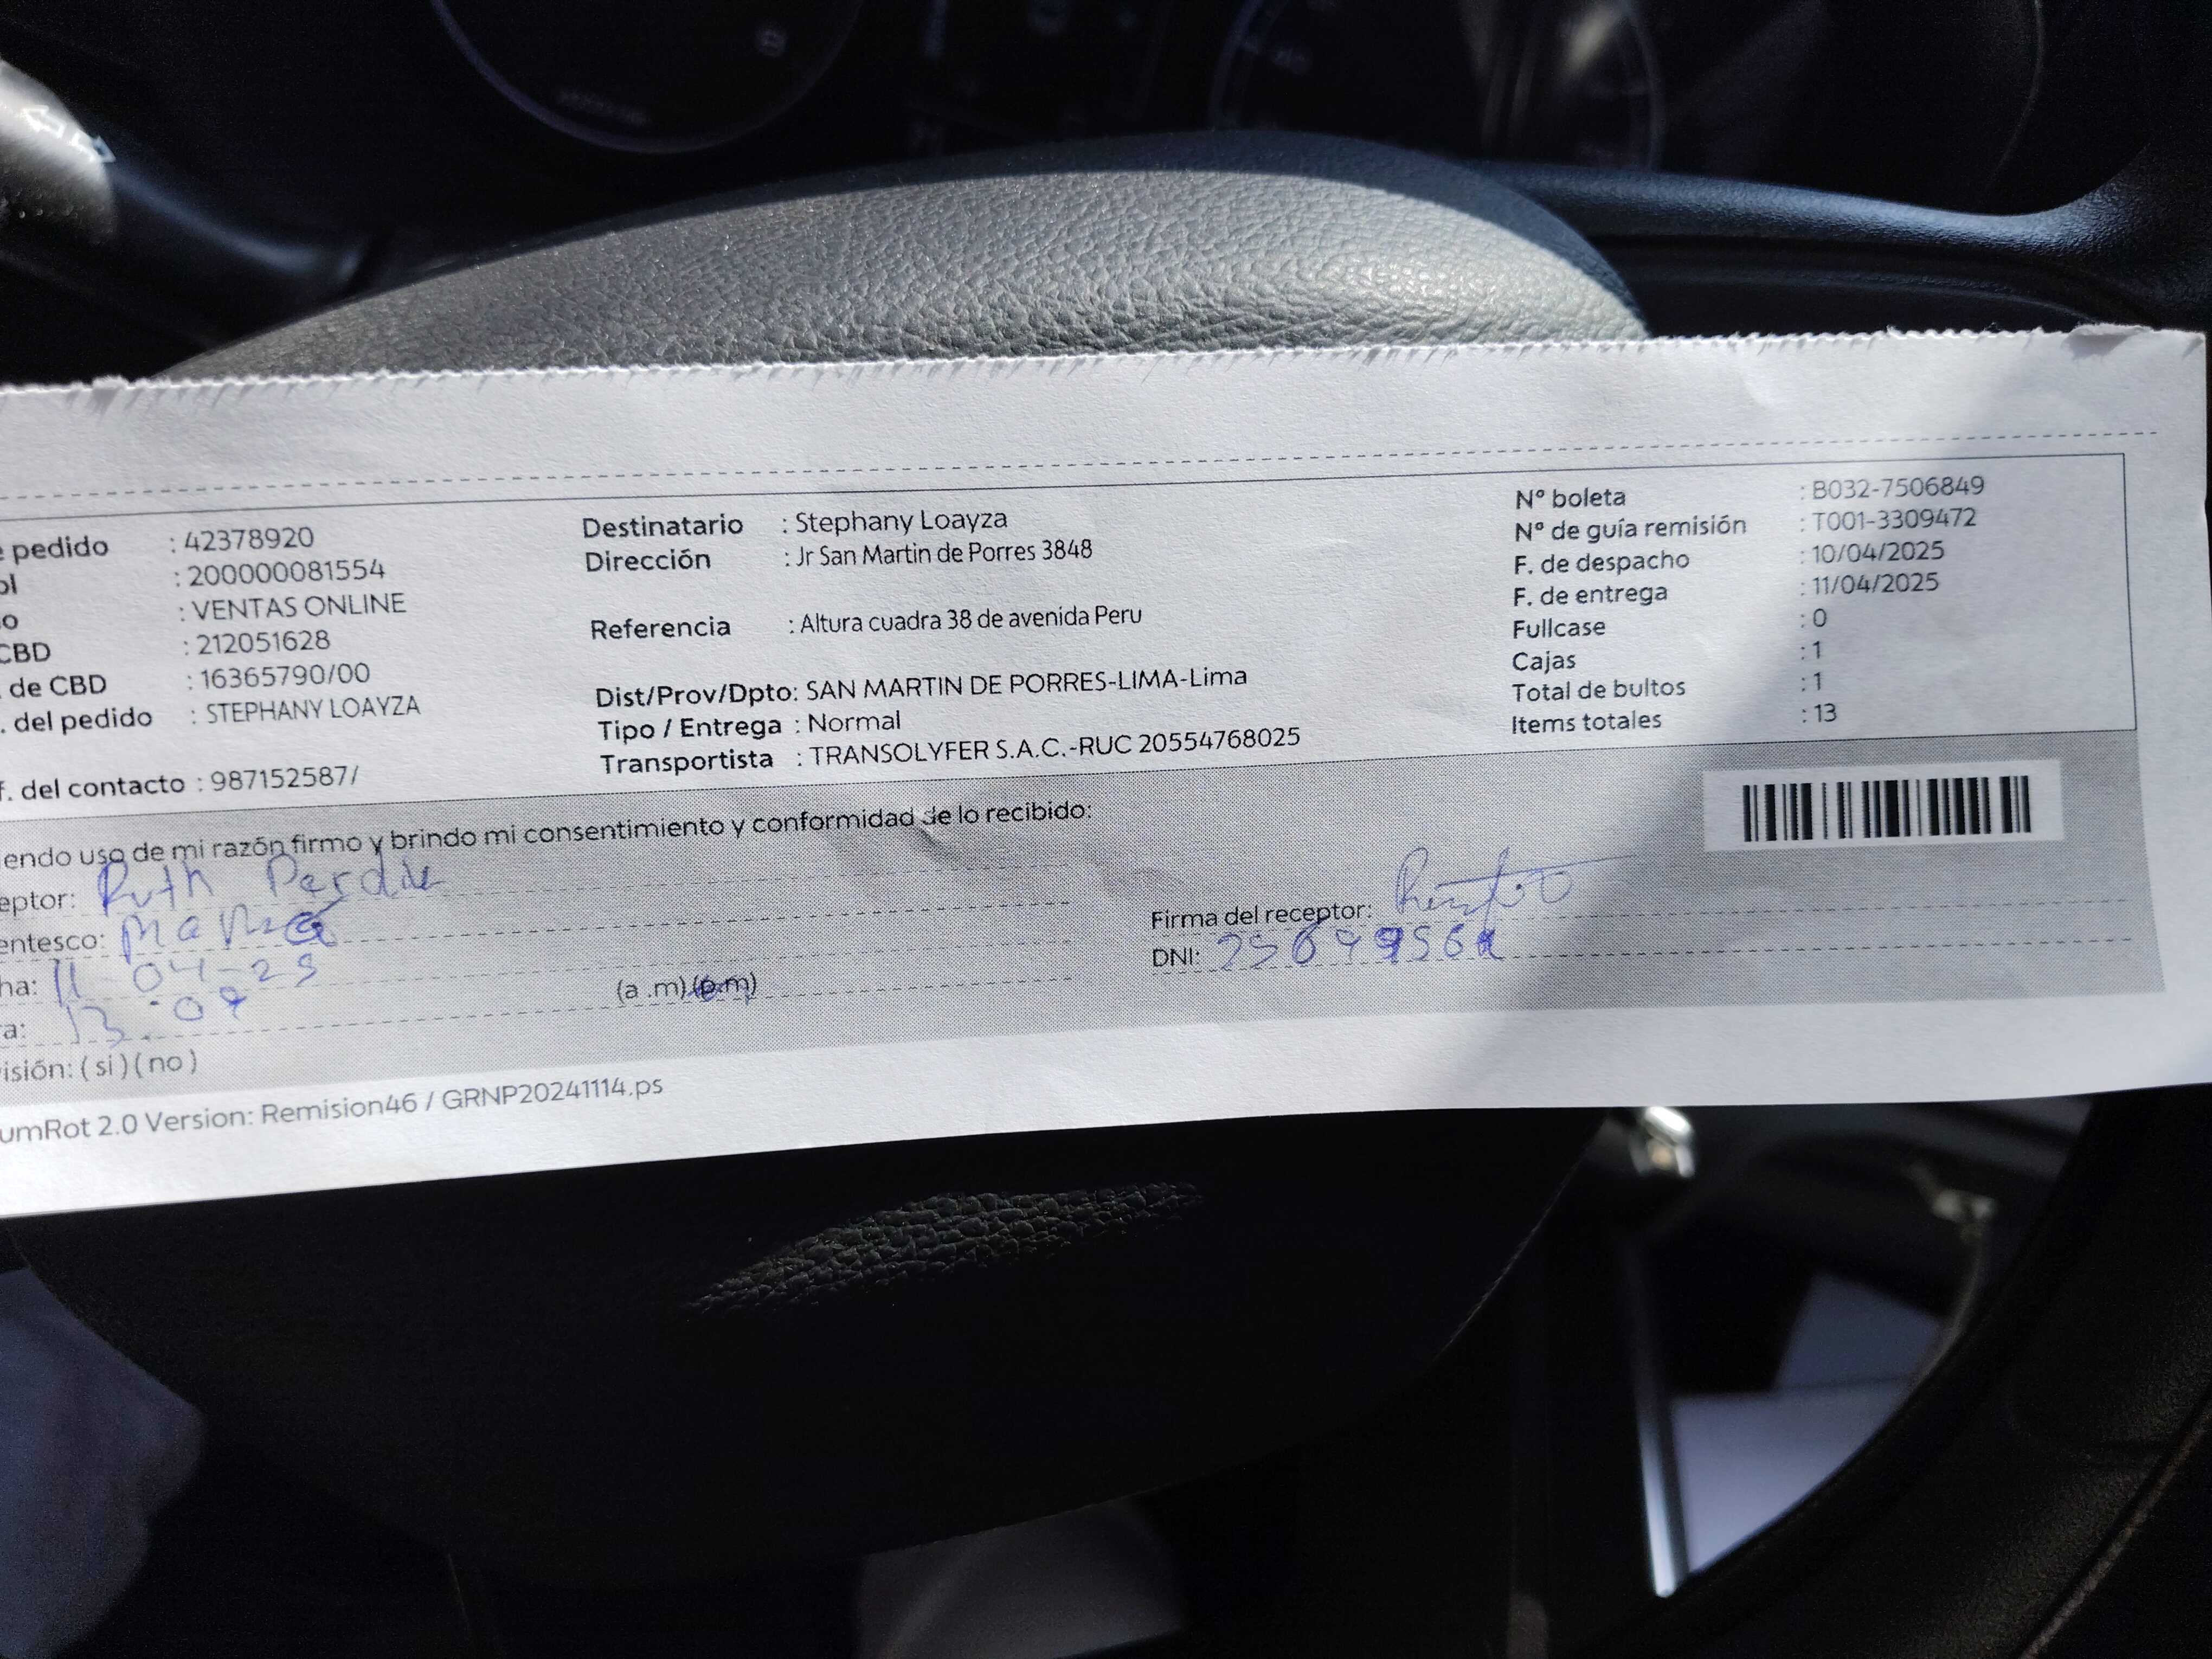 e pedido : 42378920
ol : 200000081554
o : VENTAS ONLINE
CBD : 212051628
. de CBD : 16365790/00
. del pedido : STEPHANY LOAYZA
f. del contacto : 987152587/
Destinatario : Stephany Loayza
Dirección : Jr San Martin de Porres 3848
Referencia : Altura cuadra 38 de avenida Peru
Dist/Prov/Dpto: SAN MARTIN DE PORRES-LIMA-Lima
Tipo / Entrega : Normal
Transportista : TRANSOLYFER S.A.C.-RUC 20554768025
Nº boleta : B032-7506849
Nº de guía remisión : T001-3309472
F. de despacho : 10/04/2025
F. de entrega : 11/04/2025
Fullcase : 0
Cajas : 1
Total de bultos : 1
Items totales : 13
endo uso de mi razón firmo y brindo mi consentimiento y conformidad de lo recibido:
eptor: Ruth
entesco:
ha: 11-04-25
ra: 13:07 (a .m)(p.m)
isión: ( si ) ( no )
Firma del receptor:
DNI:
umRot 2.0 Version: Remision46 / GRNP20241114.ps